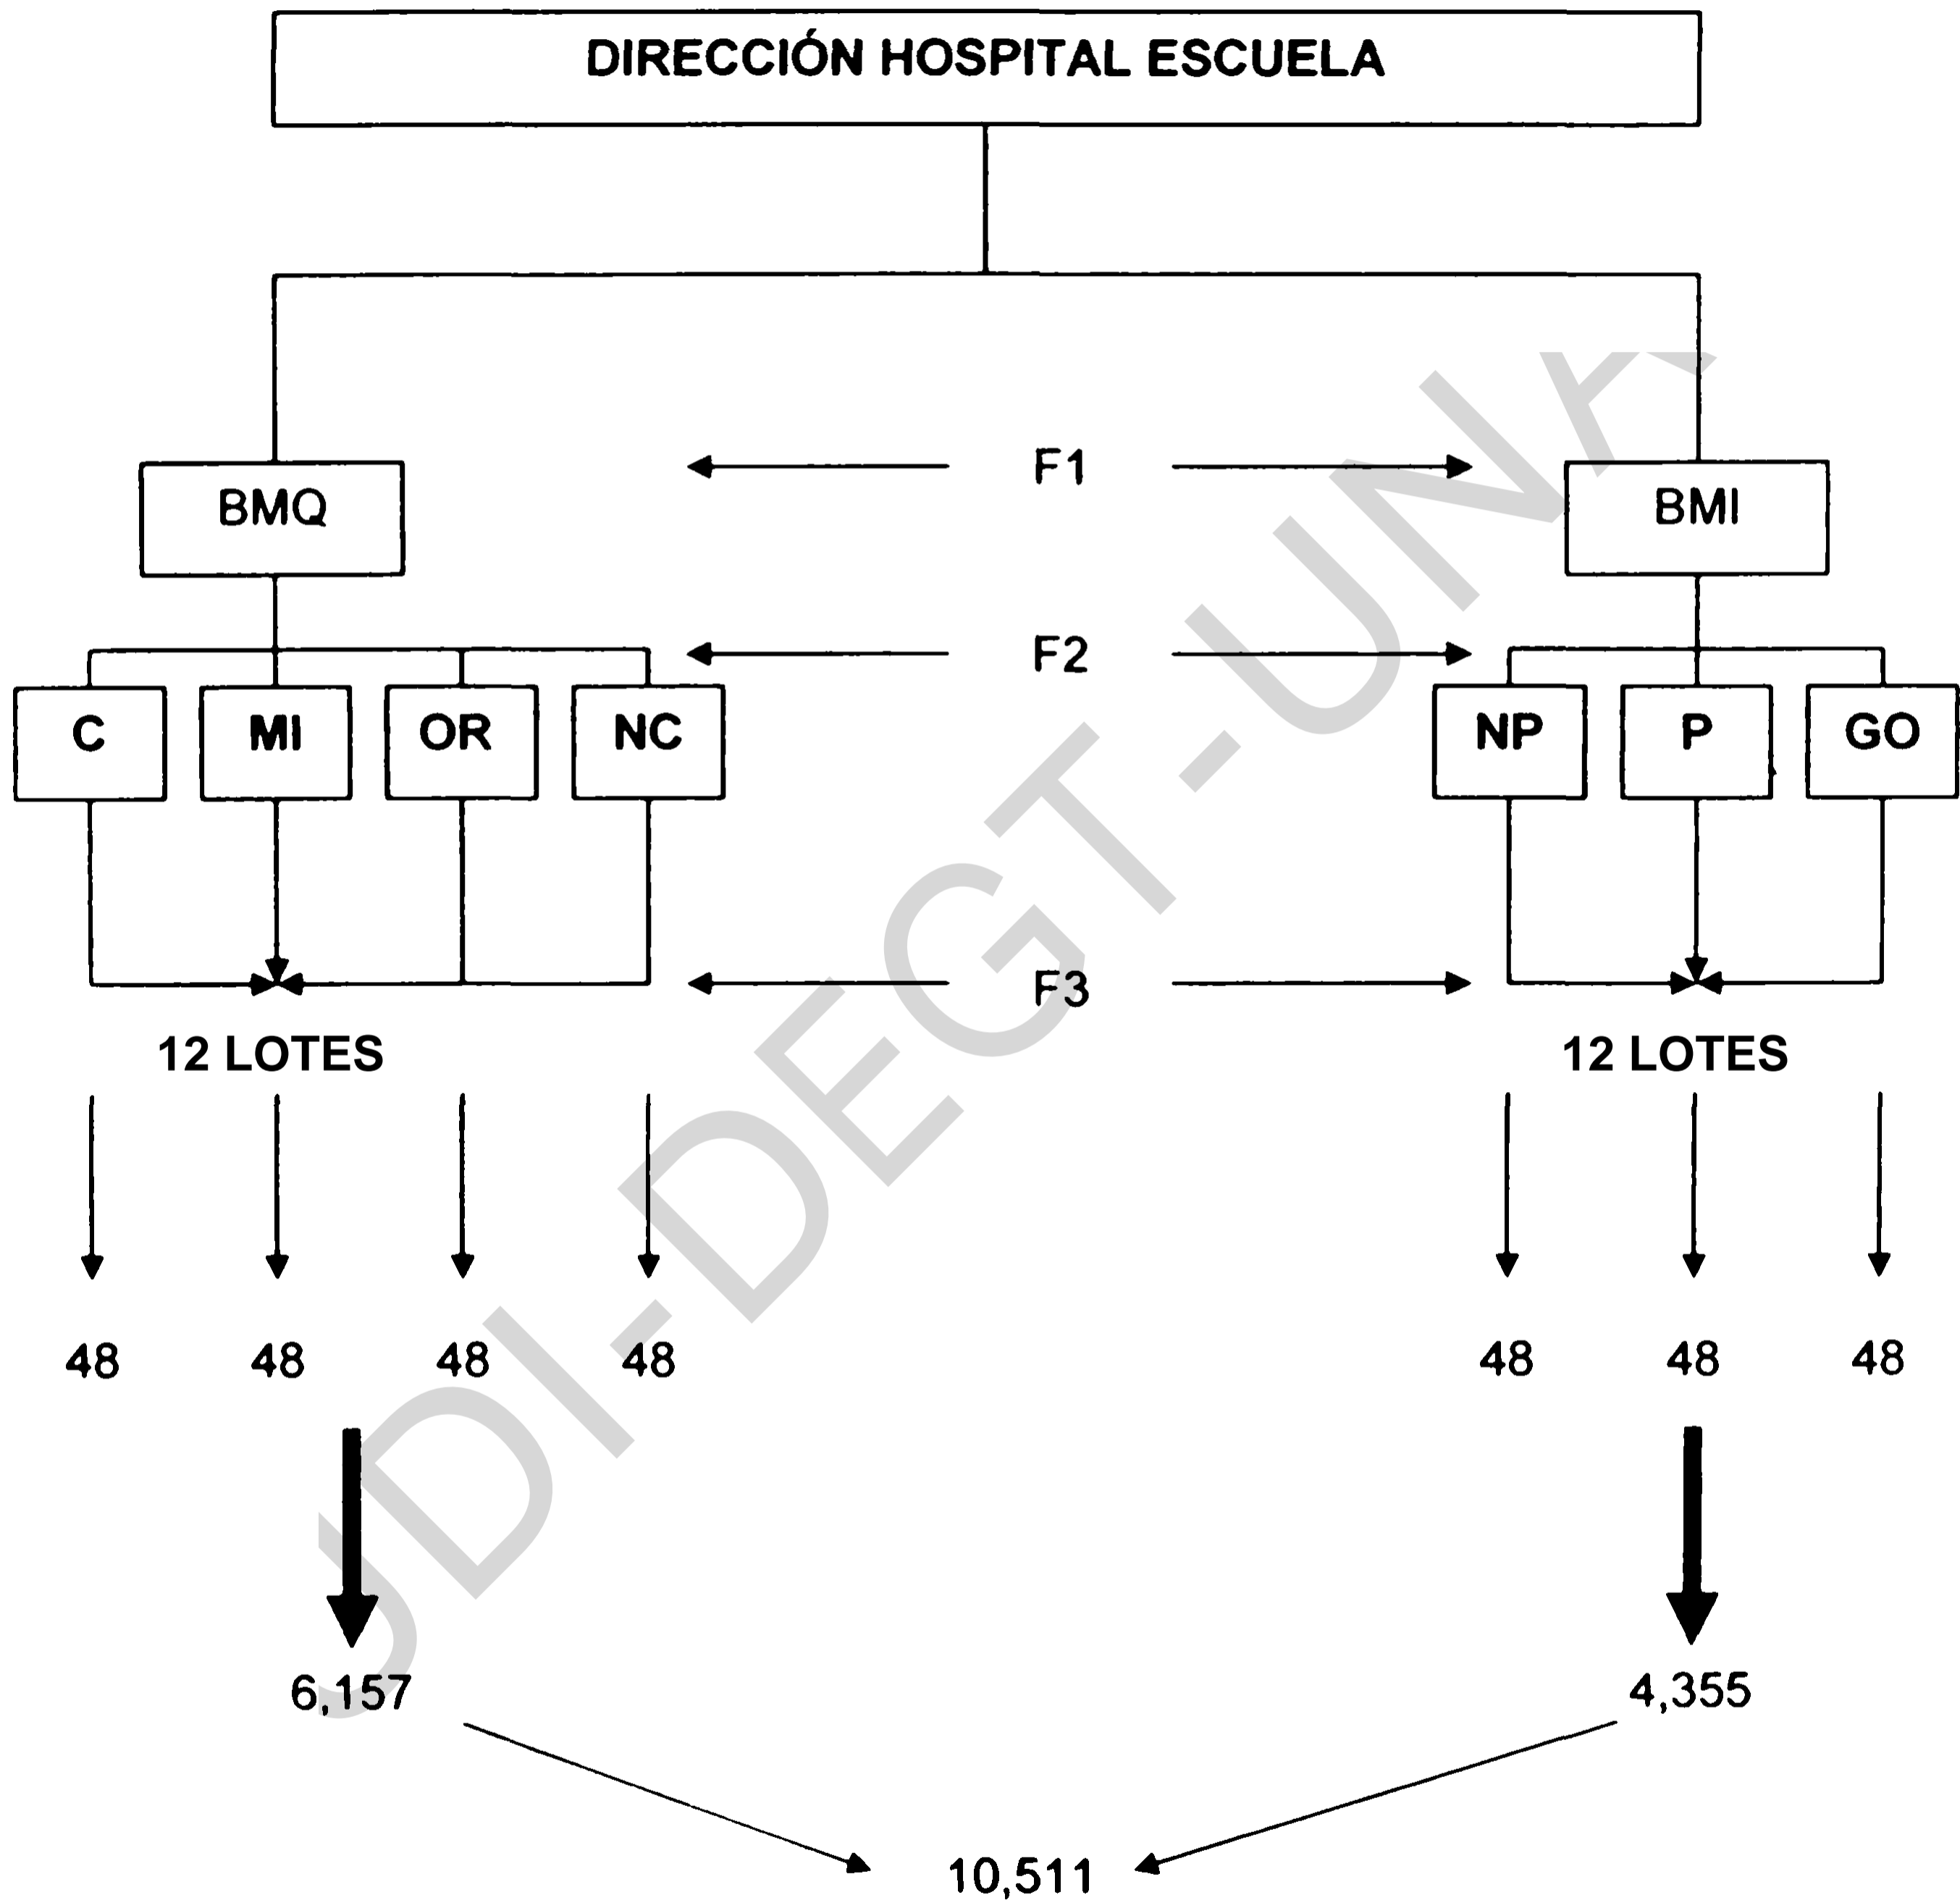 DIRECCIÓN HOSPITAL ESCUELA
F1
BMQ BMI
F2
C MI OR NC NP P GO
F3
12 LOTES 12 LOTES
48 48 48 48 48 48 48
6,157 4,355
10,511
UDI-DEGT-UNA